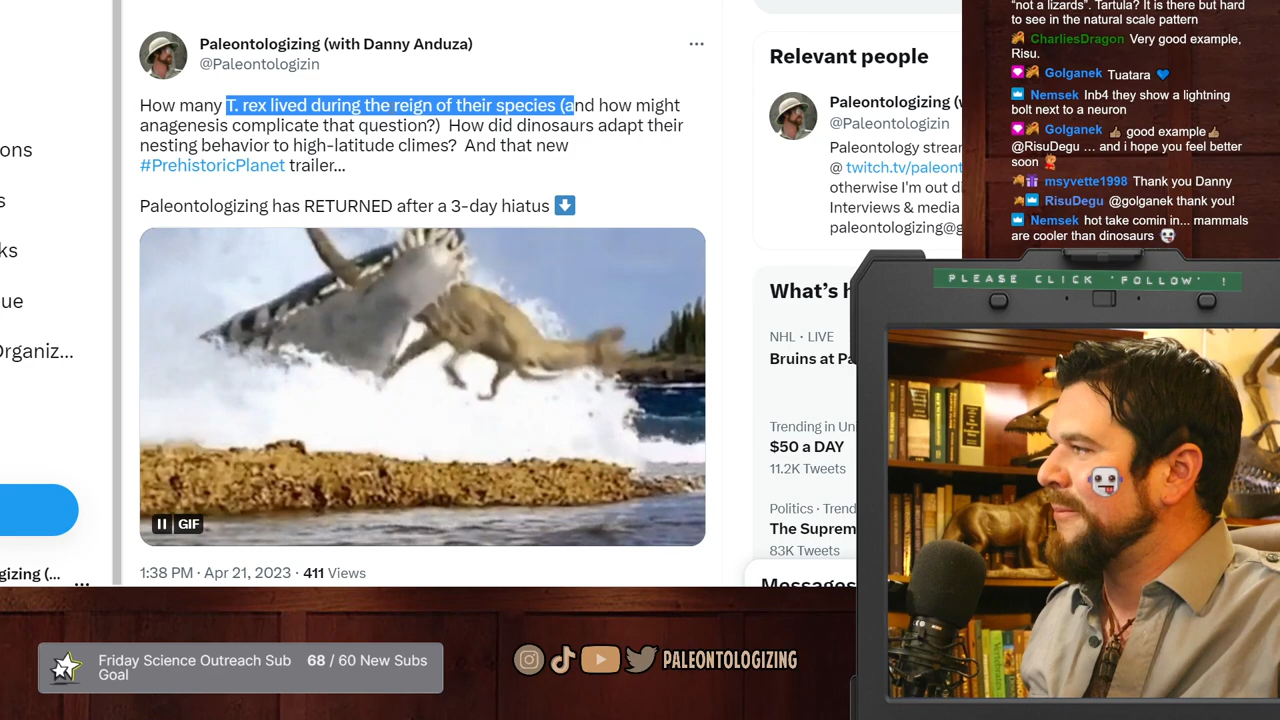 Paleontologizing (with Danny Anduza)
@Paleontologizin
How many T. rex lived during the reign of their species (and how might
anagenesis complicate that question?)  How did dinosaurs adapt their
nesting behavior to high-latitude climes?  And that new
#PrehistoricPlanet trailer...
Paleontologizing has RETURNED after a 3-day hiatus
GIF
1:38 PM · Apr 21, 2023 · 411 Views
ons
s
ks
ue
Organiz...
gizing (...
Relevant people
Paleontologizing (
@Paleontologizin
Paleontology strea
@ twitch.tv/paleont
otherwise I'm out d
Interviews & media
paleontologizing@g
What's h
NHL · LIVE
Bruins at Pa
Trending in Un
$50 a DAY
11.2K Tweets
Politics · Trend
The Suprem
83K Tweets
Messages
"not a lizards". Tartula? It is there but hard
to see in the natural scale pattern
CharliesDragon Very good example,
Risu.
Golganek Tuatara
Nemsek Inb4 they show a lightning
bolt next to a neuron
Golganek good example
@RisuDegu ... and i hope you feel better
soon
msyvette1998 Thank you Danny
RisuDegu @golganek thank you!
Nemsek hot take comin in... mammals
are cooler than dinosaurs
PLEASE CLICK 'FOLLOW' !
Friday Science Outreach Sub 68 / 60 New Subs
Goal
PALEONTOLOGIZING